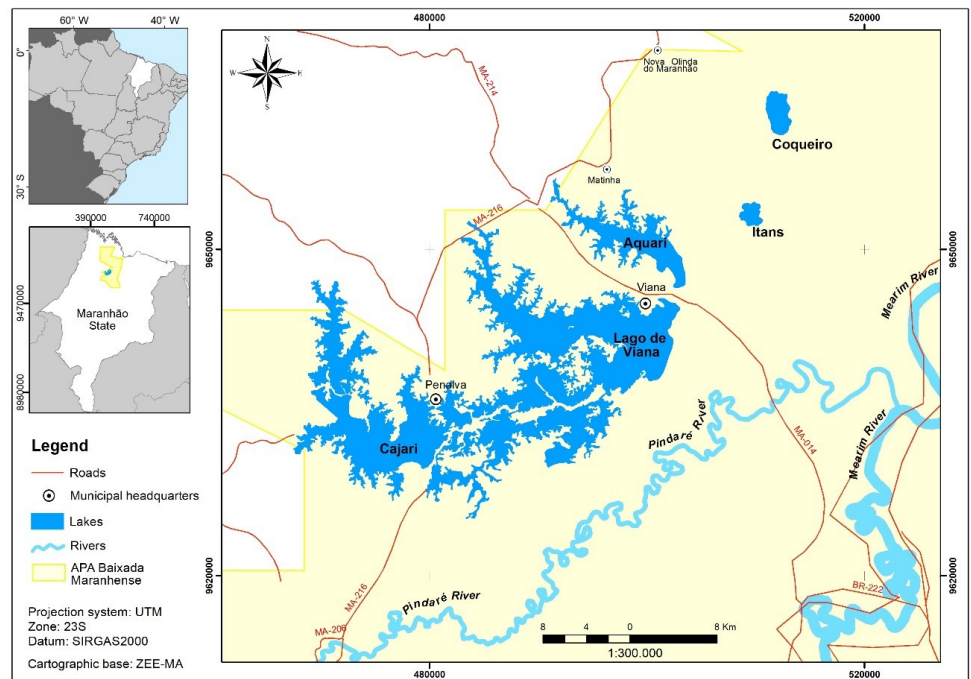 60° W
40° W
0°
30° S
390000
740000
9470000
8980000
Maranhão
State
Legend
Roads
Municipal headquarters
Lakes
Rivers
APA Baixada
Maranhense
Projection system: UTM
Zone: 23S
Datum: SIRGAS2000
Cartographic base: ZEE-MA
480000
520000
N
W
E
S
MA-214
Nova Olinda
do Maranhão
Coqueiro
Matinha
Itans
MA-216
Aquari
9650000
9650000
Viana
Mearim River
Lago de
Viana
Penalva
Pindaré River
MA-014
Mearim River
Cajari
9620000
9620000
MA-216
Pindaré River
BR-222
MA-206
8
4
0
8 Km
1:300.000
480000
520000